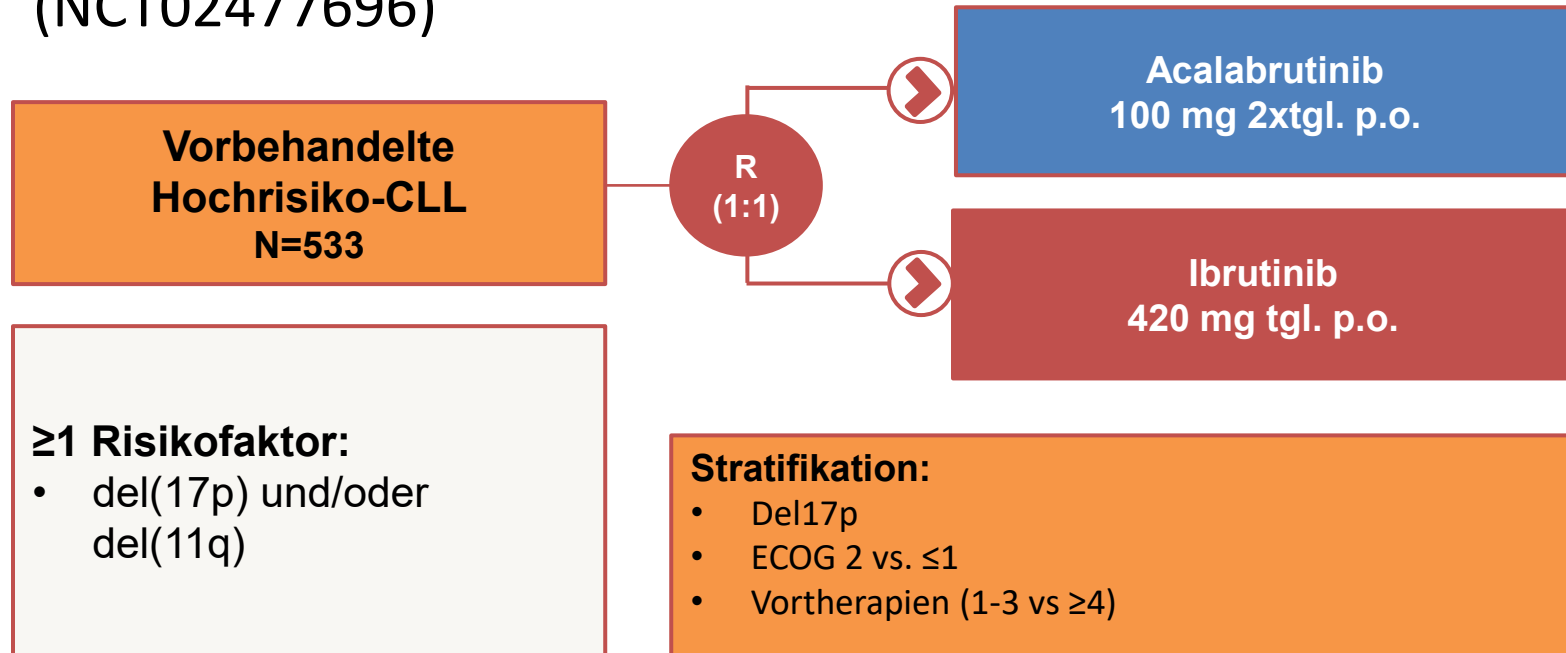 (NCT02477696)
Vorbehandelte
Hochrisiko-CLL
N=533
R
(1:1)
Acalabrutinib
100 mg 2xtgl. p.o.
Ibrutinib
420 mg tgl. p.o.
≥1 Risikofaktor:
• del(17p) und/oder
del(11q)
Stratifikation:
• Del17p
• ECOG 2 vs. ≤1
• Vortherapien (1-3 vs ≥4)